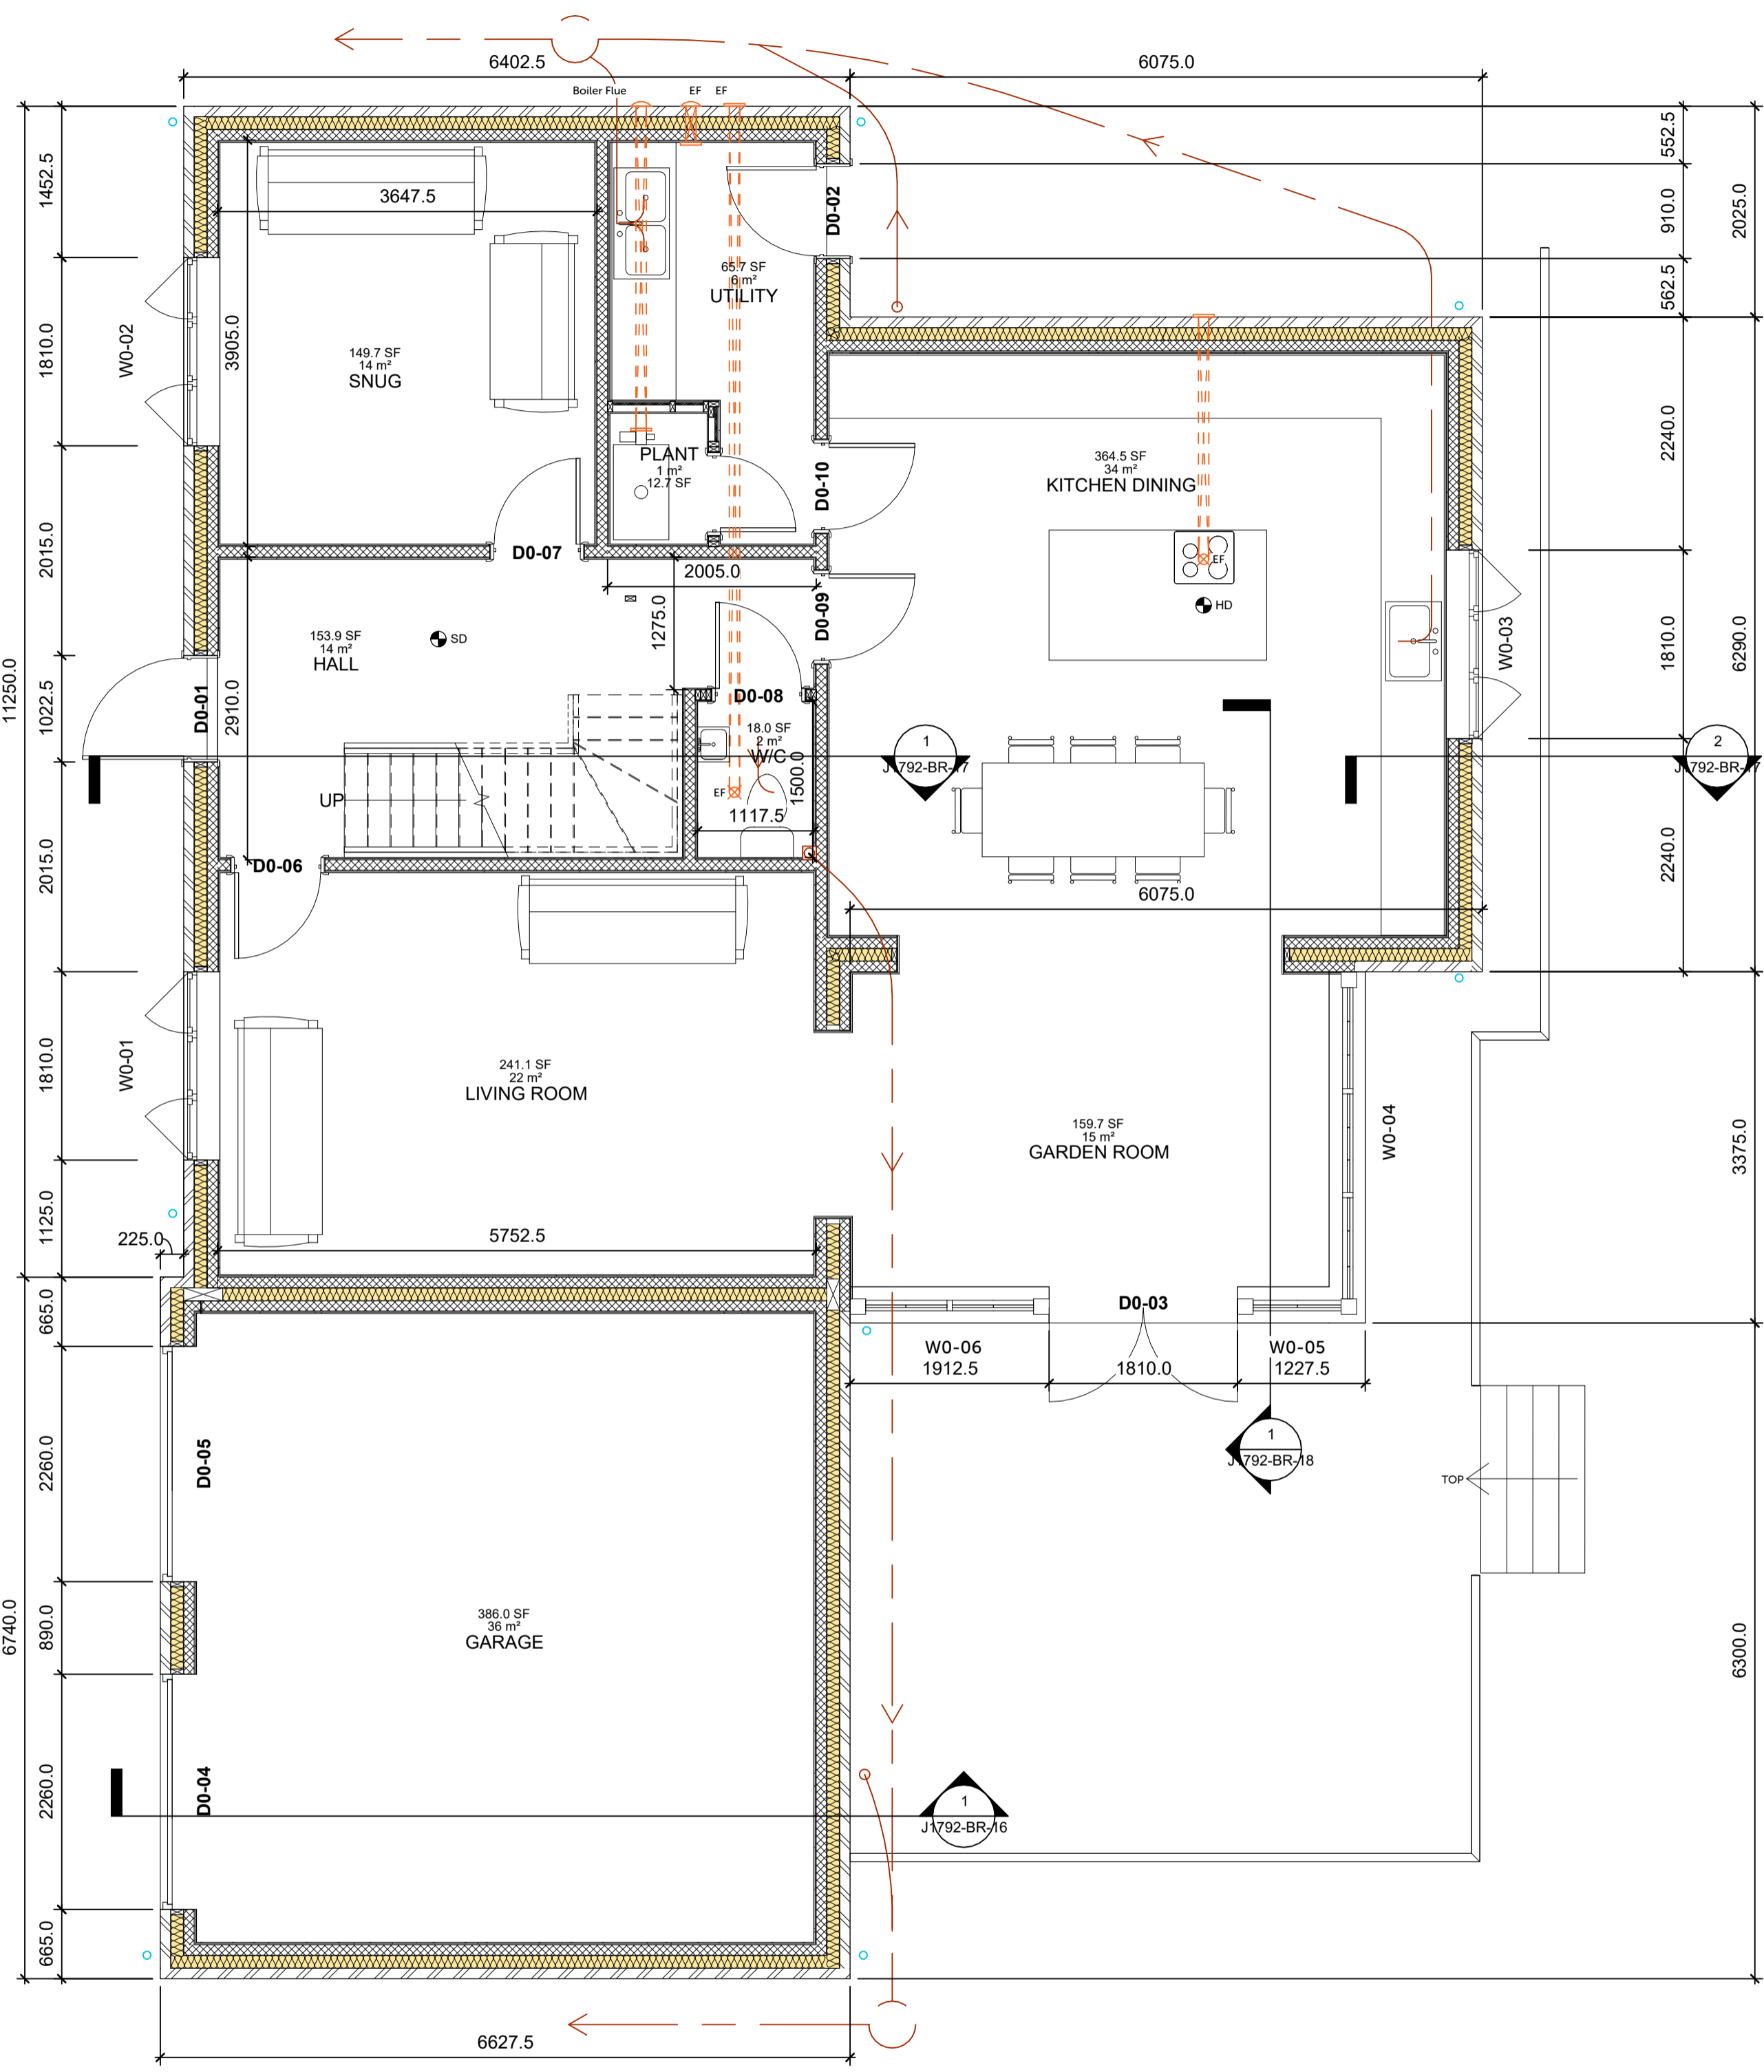 6402.5
6075.0
Boiler Flue
EF
EF
552.5
1452.5
3647.5
D0-02
910.0
2025.0
65.7 SF
6 m²
UTILITY
562.5
W0-02
1810.0
3905.0
149.7 SF
14 m²
SNUG
2240.0
PLANT
1 m²
12.7 SF
D0-10
364.5 SF
34 m²
KITCHEN DINING
2015.0
D0-07
2005.0
EF
1275.0
D0-09
HD
153.9 SF
14 m²
HALL
SD
W0-03
1810.0
6290.0
11250.0
1022.5
D0-01
2910.0
D0-08
18.0 SF
2 m²
W/C
1500.0
1
J1792-BR-17
2
J1792-BR-17
UP
EF
1117.5
2015.0
D0-06
2240.0
6075.0
W0-01
1810.0
241.1 SF
22 m²
LIVING ROOM
159.7 SF
15 m²
GARDEN ROOM
W0-04
3375.0
1125.0
225.0
5752.5
665.0
D0-03
W0-06
1912.5
1810.0
W0-05
1227.5
2260.0
D0-05
1
J1792-BR-18
TOP
6740.0
890.0
386.0 SF
36 m²
GARAGE
6300.0
2260.0
D0-04
1
J1792-BR-16
665.0
6627.5